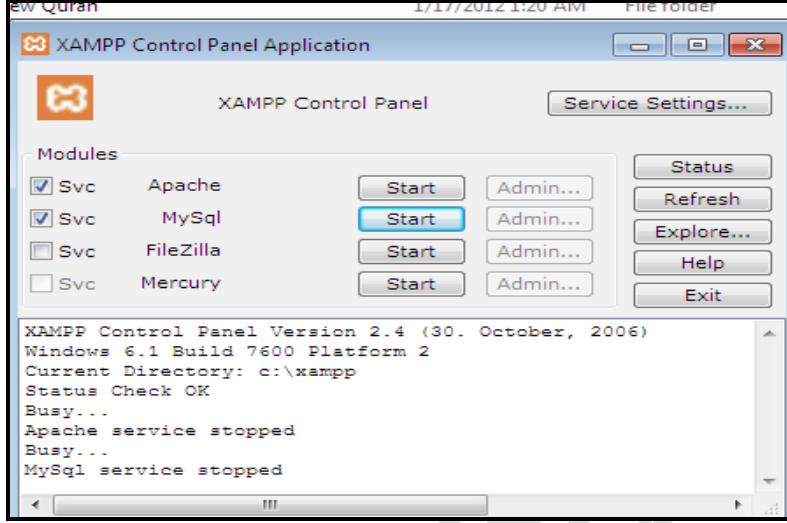 ew Quran 1/17/2012 1:20 AM File folder
XAMPP Control Panel Application
XAMPP Control Panel Service Settings...
Modules
Svc Apache Start Admin...
Svc MySql Start Admin...
Svc FileZilla Start Admin...
Svc Mercury Start Admin...
Status
Refresh
Explore...
Help
Exit
XAMPP Control Panel Version 2.4 (30. October, 2006)
Windows 6.1 Build 7600 Platform 2
Current Directory: c:\xampp
Status Check OK
Busy...
Apache service stopped
Busy...
MySql service stopped